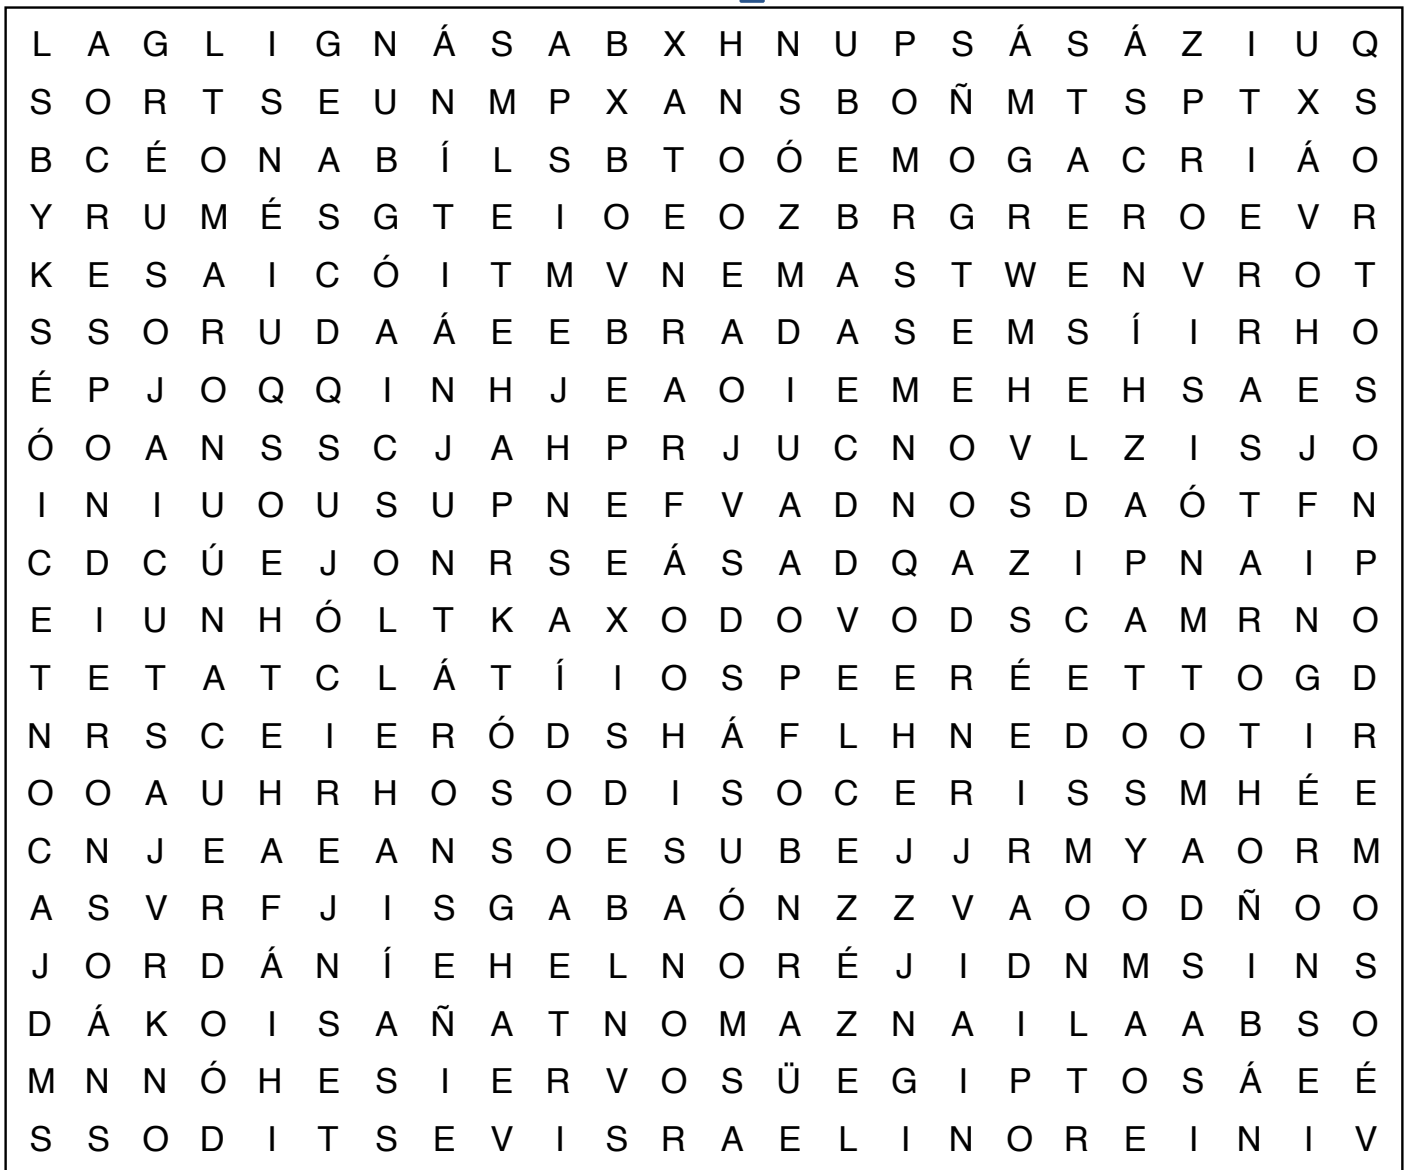 L A G L I G N Á S A B X H N U P S Á S Á Z I U Q
S O R T S E U N M P X A N S B O Ñ M T S P T X S
B C É O N A B Í L S B T O Ó E M O G A C R I Á O
Y R U M É S G T E I O E O Z B R G R E R O E V R
K E S A I C Ó I T M V N E M A S T W E N V R O T
S S O R U D A Á E E B R A D A S E M S Í I R H O
É P J O Q Q I N H J E A O I E M E H E H S A E S
Ó O A N S S C J A H P R J U C N O V L Z I S J O
I N I U O U S U P N E F V A D N O S D A Ó T F N
C D C Ú E J O N R S E Á S A D Q A Z I P N A I P
E I U N H Ó L T K A X O D O V O D S C A M R N O
T E T A T C L Á T Í I O S P E E R É E T T O G D
N R S C E I E R Ó D S H Á F L H N E D O O T I R
O O A U H R H O S O D I S O C E R I S S M H É E
C N J E A E A N S O E S U B E J J R M Y A O R M
A S V R F J I S G A B A Ó N Z Z V A O O D Ñ O O
J O R D Á N Í E H E L N O R É J I D N M S I N S
D Á K O I S A Ñ A T N O M A Z N A I L A A B S O
M N N Ó H E S I E R V O S Ü E G I P T O S Á E É
S S O D I T S E V I S R A E L I N O R E I N I V